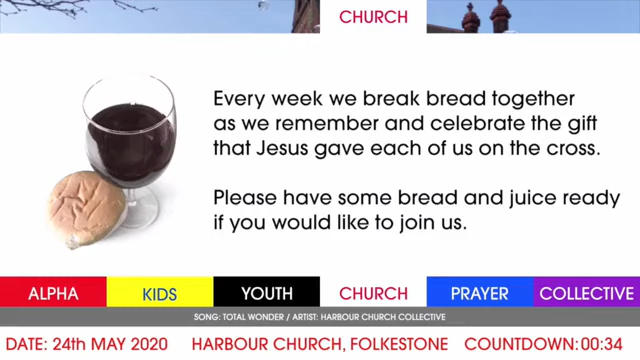 CHURCH
Every week we break bread together
as we remember and celebrate the gift
that Jesus gave each of us on the cross.
Please have some bread and juice ready
if you would like to join us.
ALPHA KIDS YOUTH CHURCH PRAYER COLLECTIVE
SONG: TOTAL WONDER / ARTIST: HARBOUR CHURCH COLLECTIVE
DATE: 24th MAY 2020 HARBOUR CHURCH, FOLKESTONE COUNTDOWN: 00:34